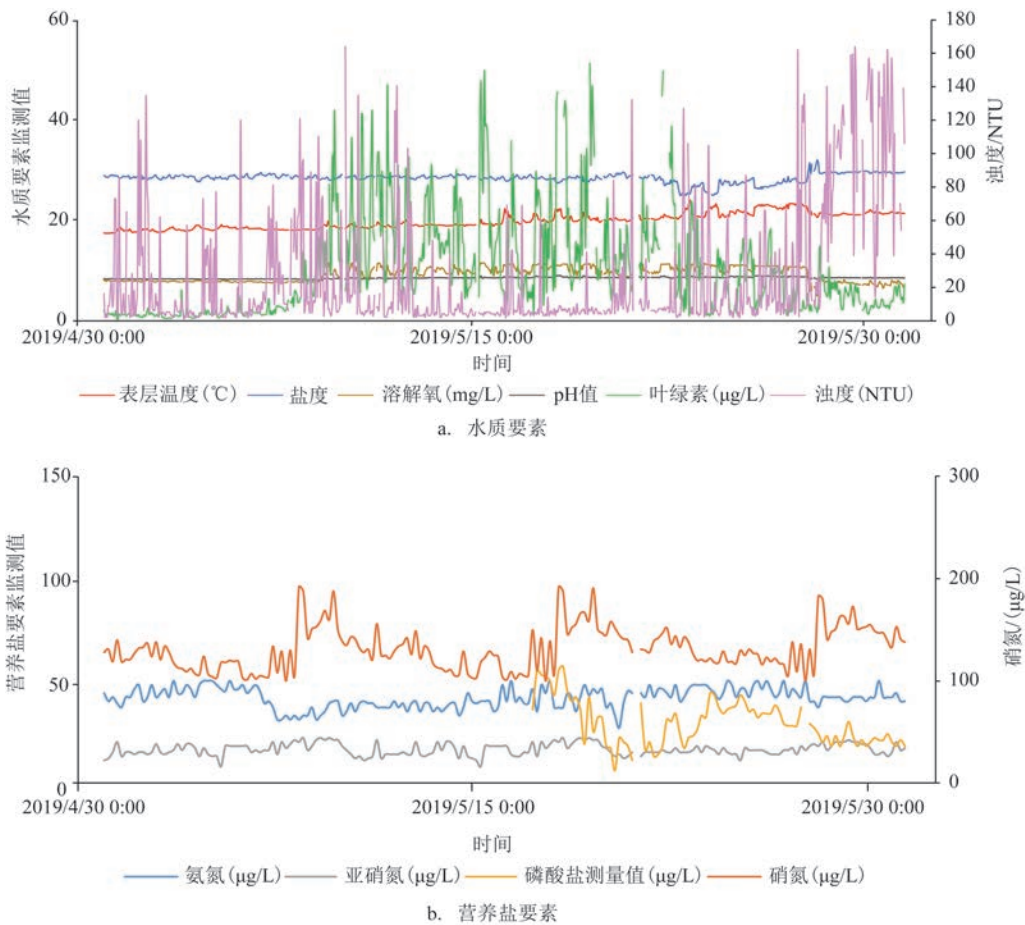 60
40
20
0
水质要素监测值
180
160
140
120
100
80
60
40
20
0
浊度/NTU
2019/4/30 0:00
2019/5/15 0:00
2019/5/30 0:00
时间
表层温度(℃)
盐度
溶解氧(mg/L)
pH值
叶绿素(μg/L)
浊度(NTU)
a. 水质要素
150
100
50
0
营养盐要素监测值
300
200
100
0
硝氮/(μg/L)
2019/4/30 0:00
2019/5/15 0:00
2019/5/30 0:00
时间
氨氮(μg/L)
亚硝氮(μg/L)
磷酸盐测量值(μg/L)
硝氮(μg/L)
b. 营养盐要素